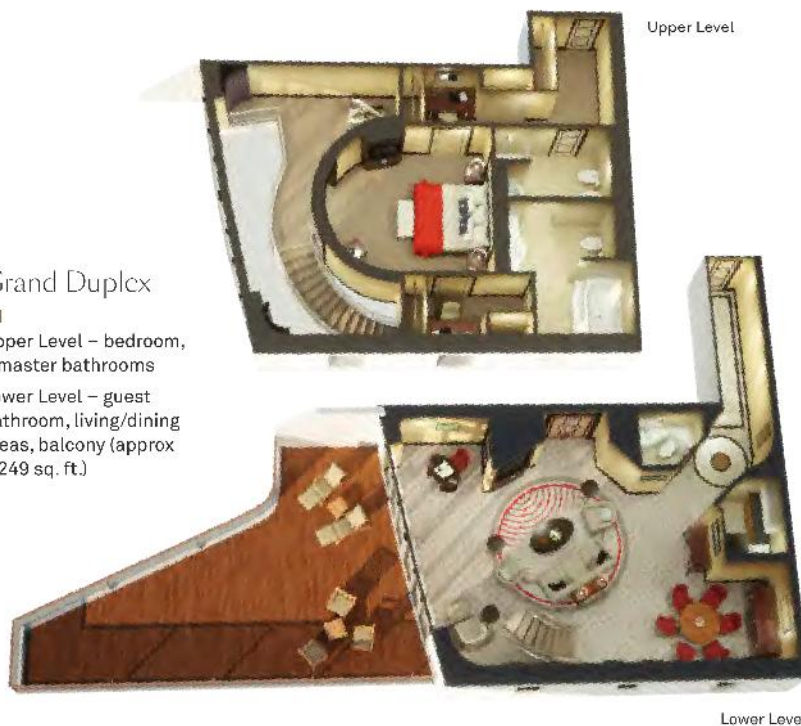 Upper Level
Grand Duplex
pper Level – bedroom,
master bathrooms
ower Level – guest
athroom, living/dining
eas, balcony (approx
249 sq. ft.)
Lower Leve